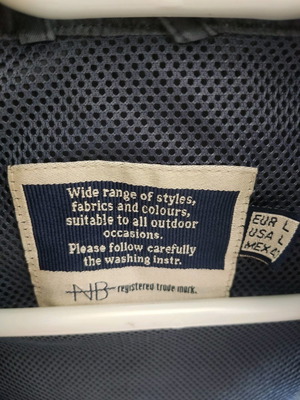 Wide range of styles,
fabrics and colours,
suitable to all outdoor
occasions.
Please follow carefully
the washing instr.
NB registered trade mark.
EUR L
USA L
MEX